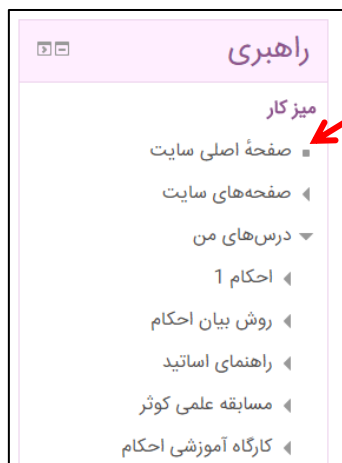 راهبری
میز کار
صفحهٔ اصلی سایت
صفحه‌های سایت
درس‌های من
احکام 1
روش بیان احکام
راهنمای اساتید
مسابقه علمی کوثر
کارگاه آموزشی احکام